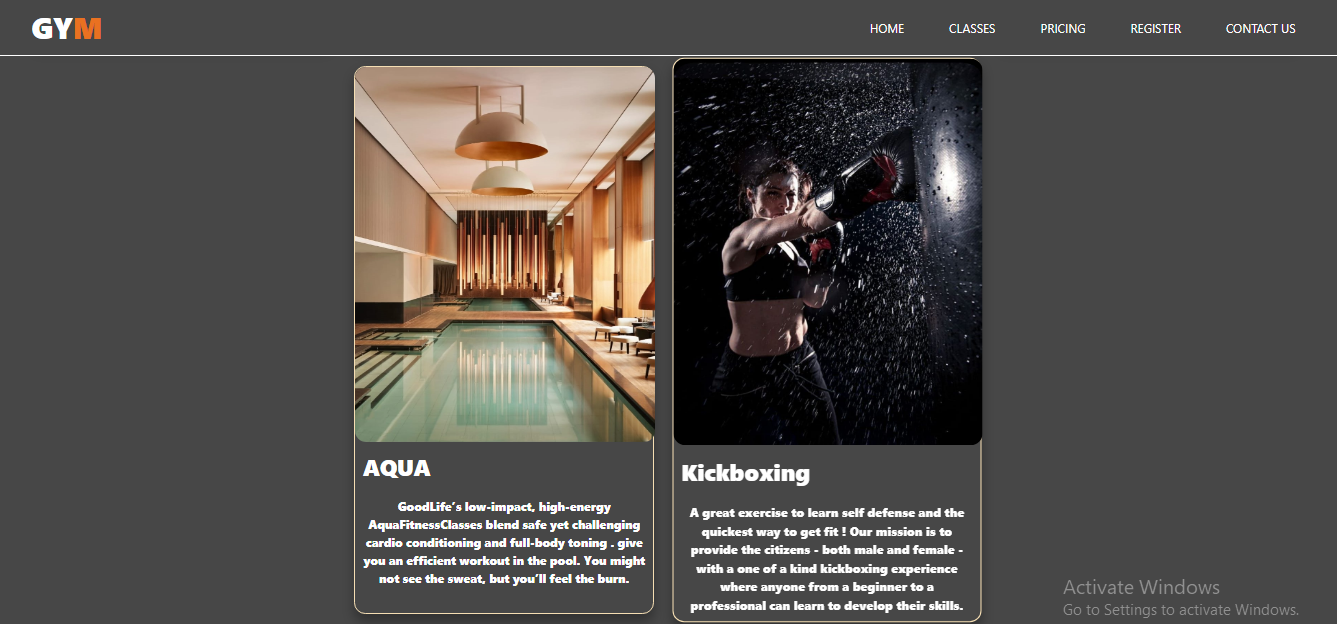 GYM
HOME CLASSES PRICING REGISTER CONTACT US
AQUA
GoodLife’s low-impact, high-energy
AquaFitnessClasses blend safe yet challenging
cardio conditioning and full-body toning . give
you an efficient workout in the pool. You might
not see the sweat, but you’ll feel the burn.
Kickboxing
A great exercise to learn self defense and the
quickest way to get fit ! Our mission is to
provide the citizens - both male and female -
with a one of a kind kickboxing experience
where anyone from a beginner to a
professional can learn to develop their skills.
Activate Windows
Go to Settings to activate Windows.